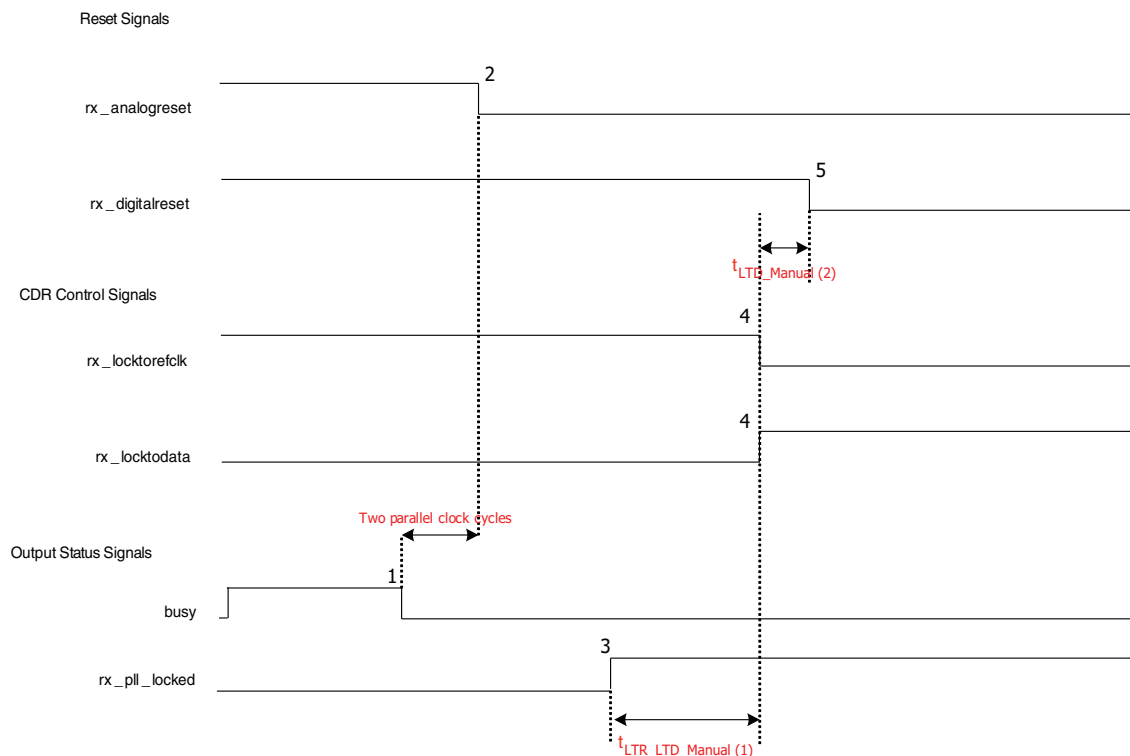 Reset Signals
2
rx_analogreset
5
rx_digitalreset
tLTD_Manual (2)
CDR Control Signals
4
rx_locktorefclk
4
rx_locktodata
Two parallel clock cycles
Output Status Signals
1
busy
3
rx_pll_locked
tLTR_LTD_Manual (1)